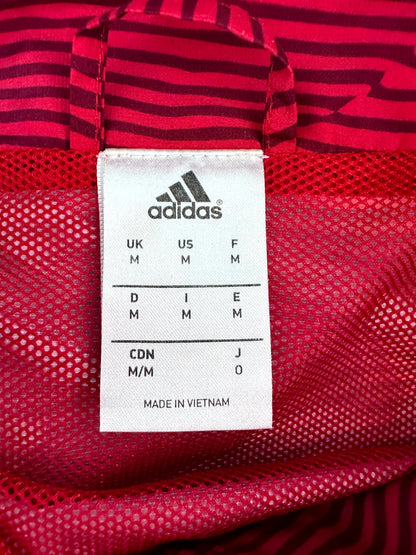 adidas
UK US F
M M M
D I E
M M M
CDN J
M/M O
MADE IN VIETNAM